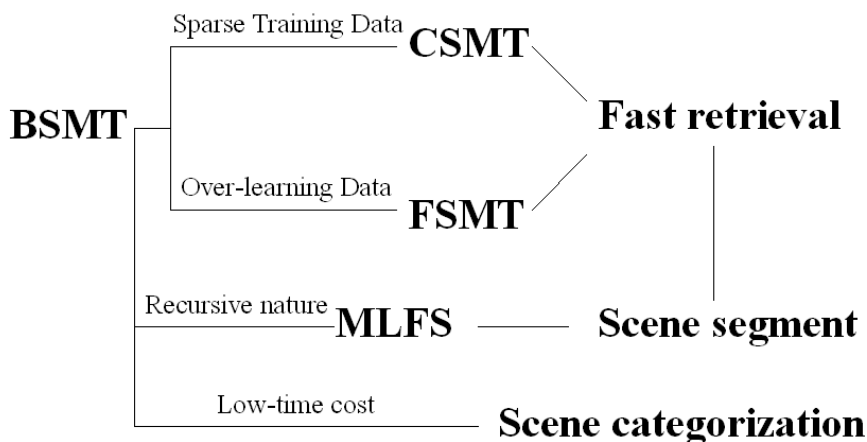 Sparse Training Data
CSMT
BSMT
Fast retrieval
Over-learning Data
FSMT
Recursive nature
MLFS
Scene segment
Low-time cost
Scene categorization